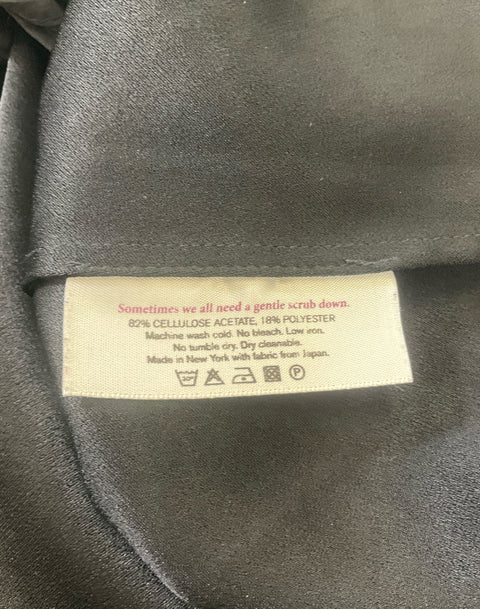 Sometimes we all need a gentle scrub down.
82% CELLULOSE ACETATE, 18% POLYESTER
Machine wash cold. No bleach. Low iron.
No tumble dry. Dry cleanable.
Made in New York with fabric from Japan.
P